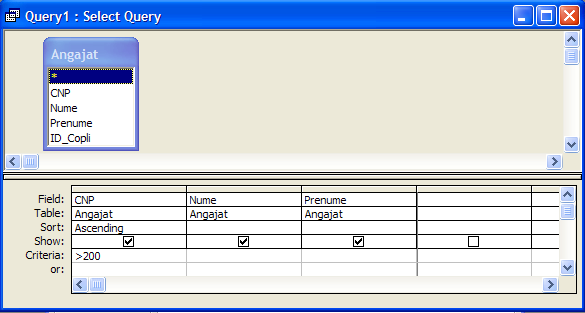 Query1 : Select Query
Angajat
*
CNP
Nume
Prenume
ID_Copli
Field: CNP Nume Prenume
Table: Angajat Angajat Angajat
Sort: Ascending
Show:
Criteria: >200
or: